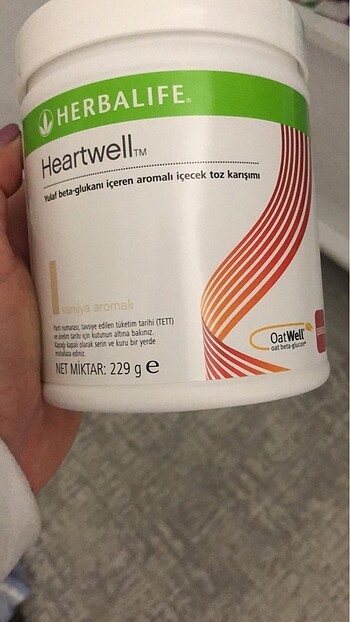 HERBALIFE®
Heartwell™
Yulaf beta-glukanı içeren aromalı içecek toz karışımı
vanilya aromalı
Parti numarası, tavsiye edilen tüketim tarihi (TETT)
ve üretim tarihi için kutunun altına bakınız.
Kapağı kapalı olarak serin ve kuru bir yerde
muhafaza ediniz.
NET MİKTAR: 229 g e
OatWell®
oat beta-glucan